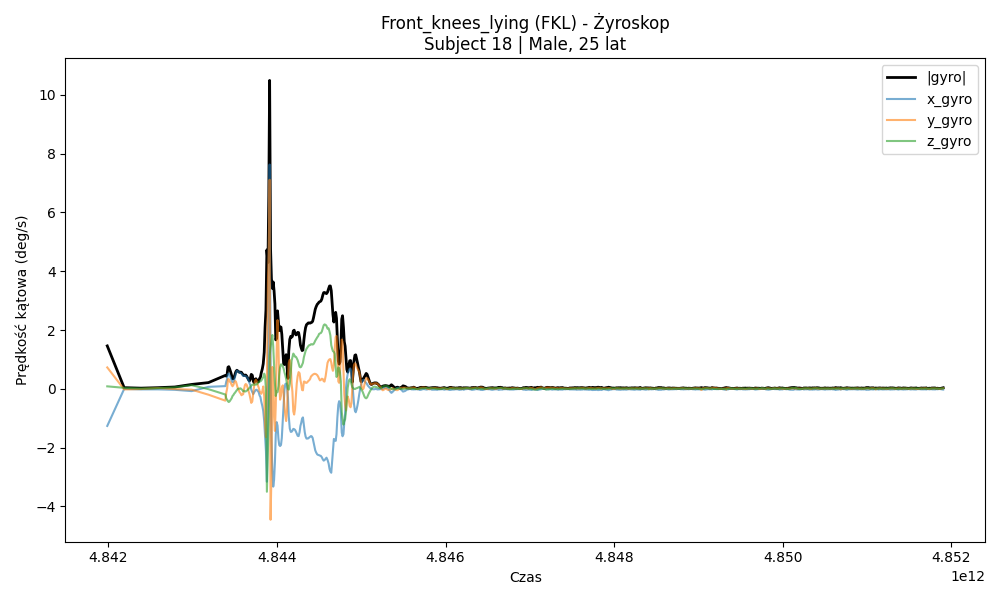 Front_knees_lying (FKL) - Żyroskop
Subject 18 | Male, 25 lat
|gyro|
x_gyro
y_gyro
z_gyro
Prędkość kątowa (deg/s)
10
8
6
4
2
0
−2
−4
4.842 4.844 4.846 4.848 4.850 4.852
1e12
Czas